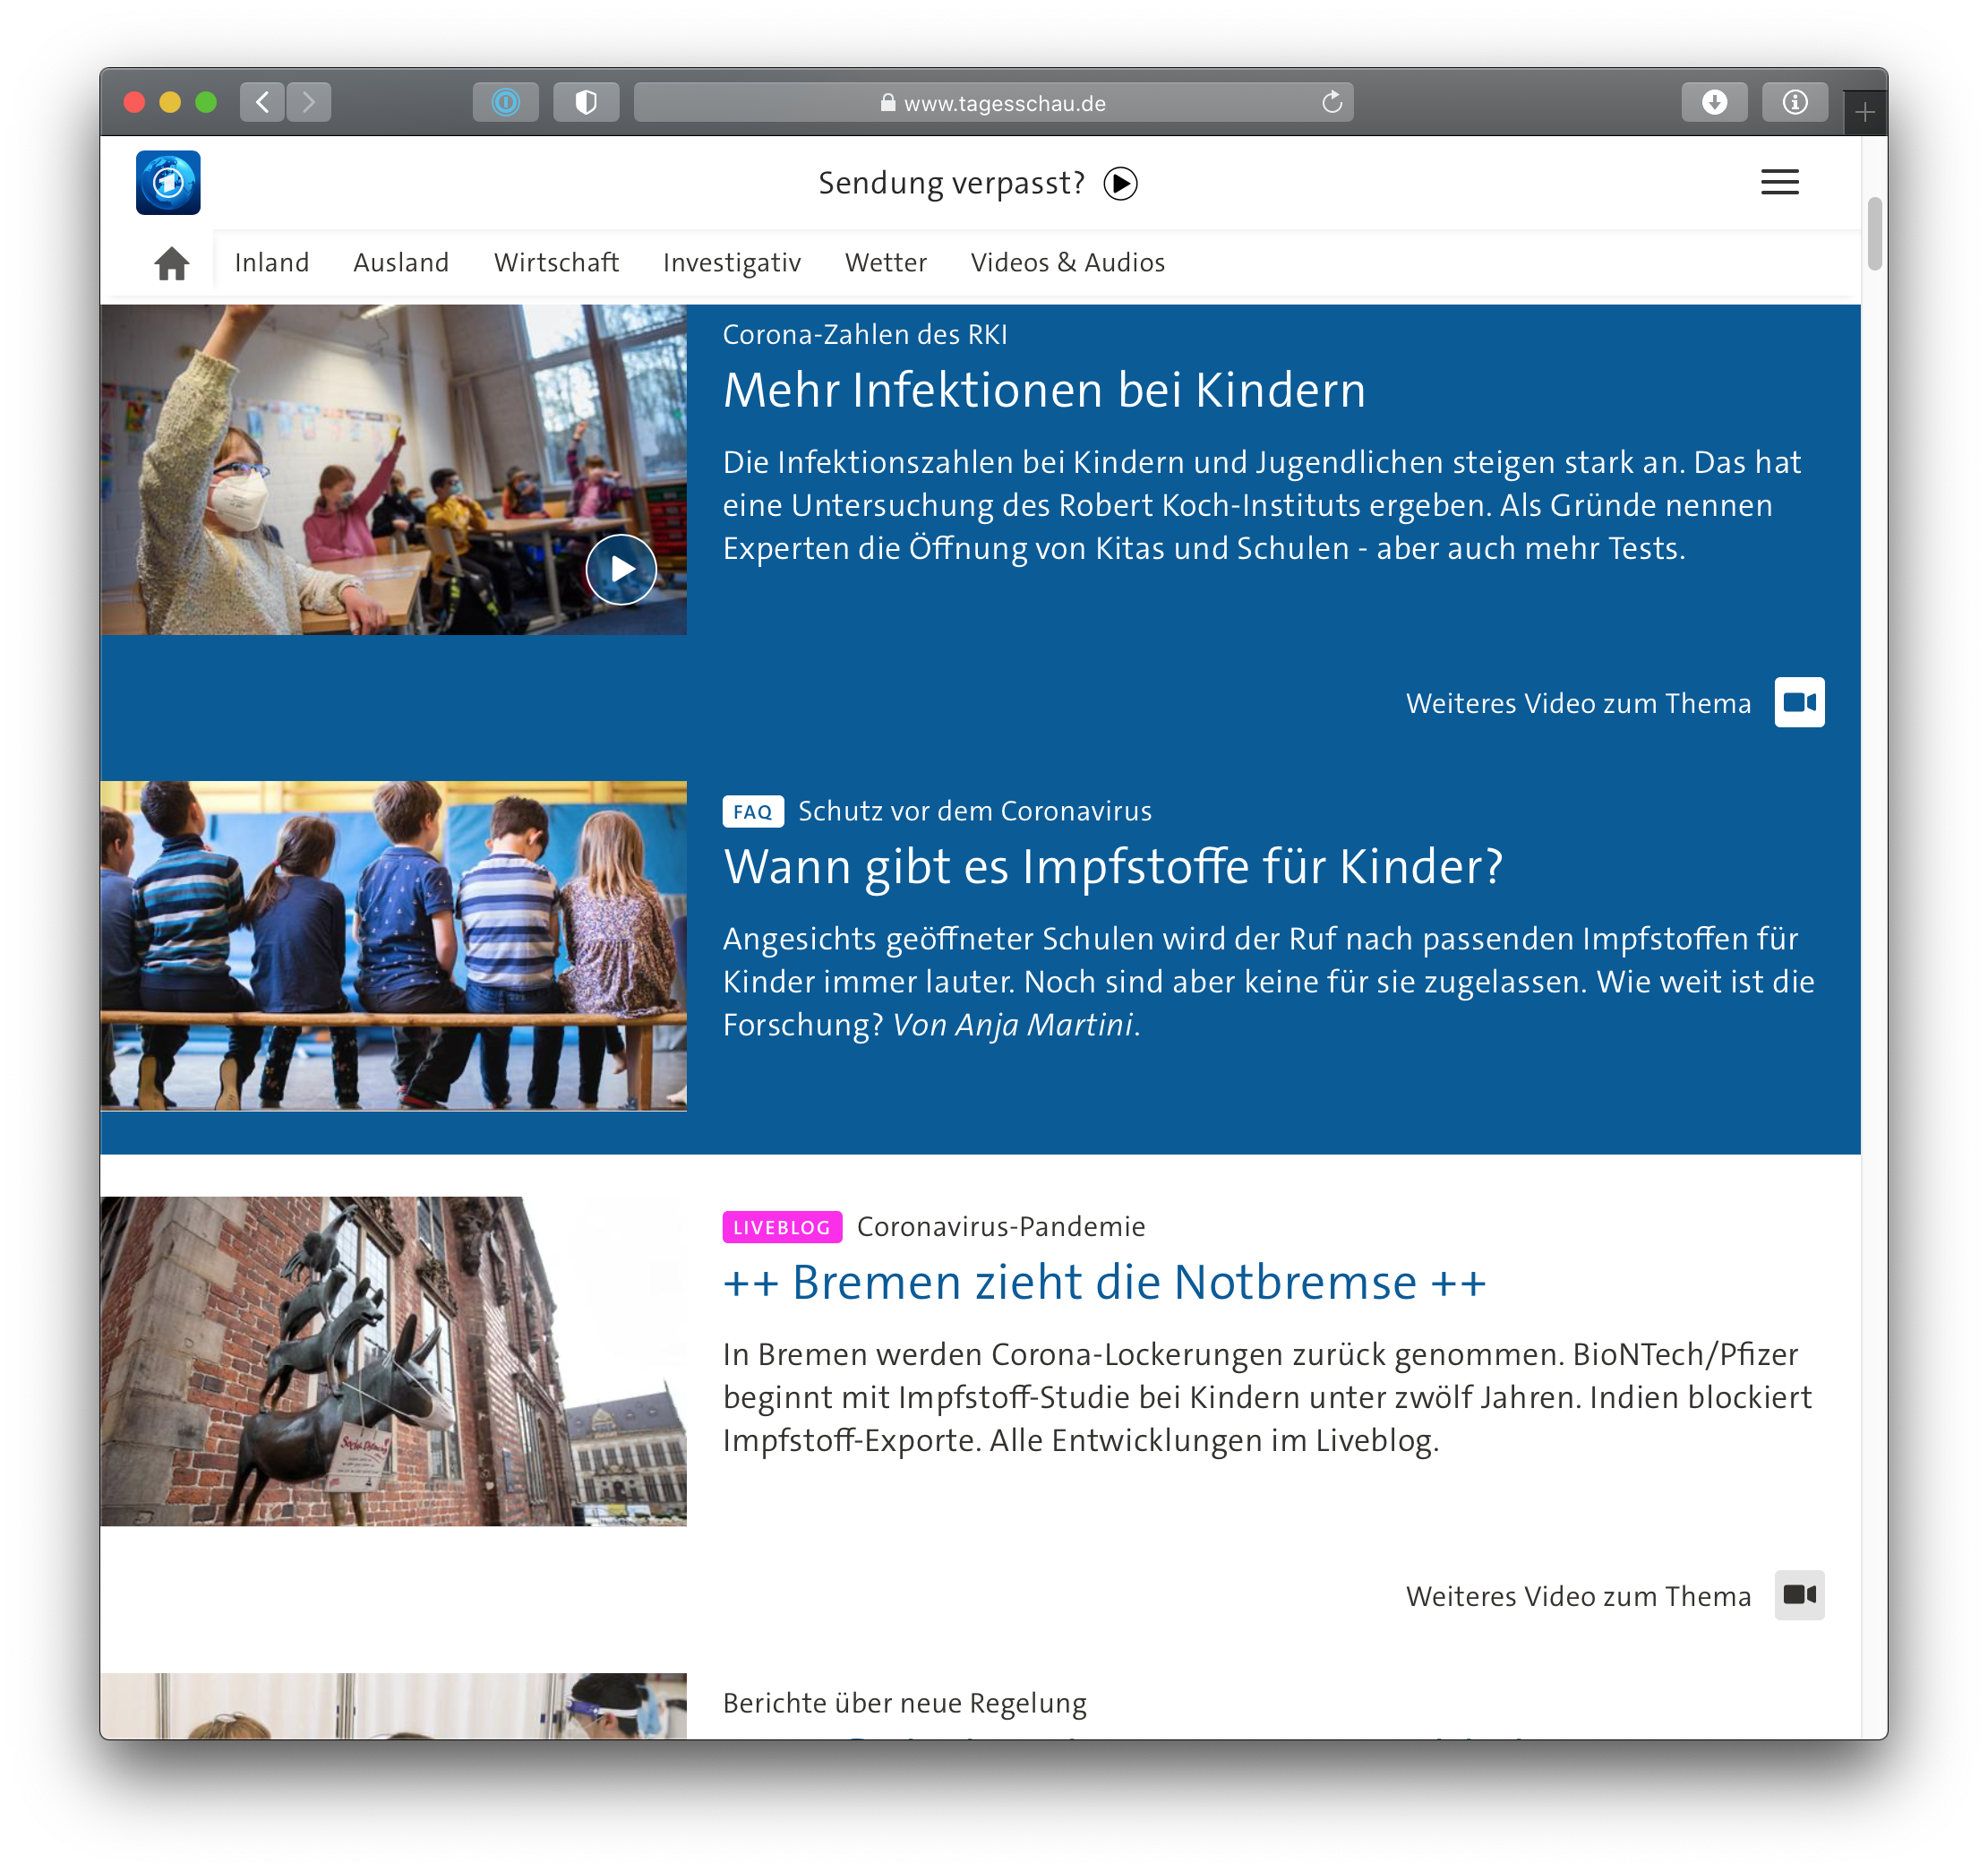 www.tagesschau.de
Sendung verpasst?
Inland Ausland Wirtschaft Investigativ Wetter Videos & Audios
Corona-Zahlen des RKI
Mehr Infektionen bei Kindern
Die Infektionszahlen bei Kindern und Jugendlichen steigen stark an. Das hat
eine Untersuchung des Robert Koch-Instituts ergeben. Als Gründe nennen
Experten die Öffnung von Kitas und Schulen - aber auch mehr Tests.
Weiteres Video zum Thema
FAQ Schutz vor dem Coronavirus
Wann gibt es Impfstoffe für Kinder?
Angesichts geöffneter Schulen wird der Ruf nach passenden Impfstoffen für
Kinder immer lauter. Noch sind aber keine für sie zugelassen. Wie weit ist die
Forschung? Von Anja Martini.
LIVEBLOG Coronavirus-Pandemie
++ Bremen zieht die Notbremse ++
In Bremen werden Corona-Lockerungen zurück genommen. BioNTech/Pfizer
beginnt mit Impfstoff-Studie bei Kindern unter zwölf Jahren. Indien blockiert
Impfstoff-Exporte. Alle Entwicklungen im Liveblog.
Social Distancing
Weiteres Video zum Thema
Berichte über neue Regelung